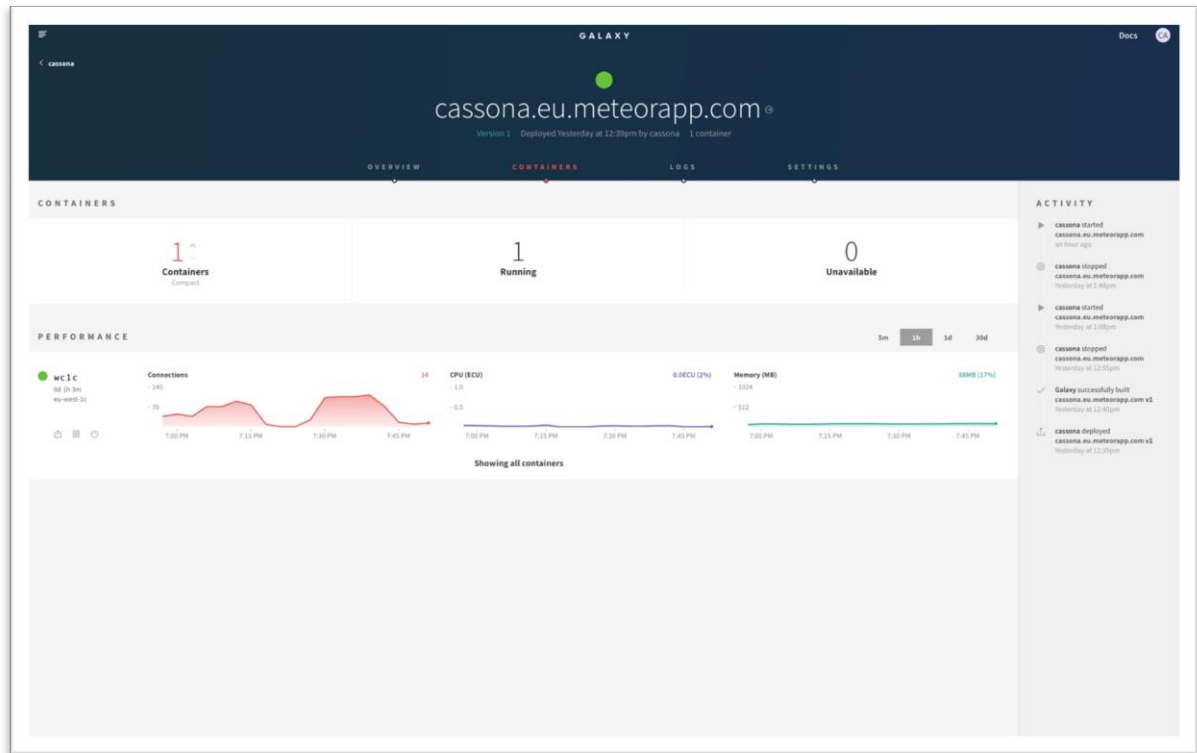 GALAXY
Docs
CA
cassona
cassona.eu.meteorapp.com
Version 1 Deployed Yesterday at 12:39pm by cassona 1 container
OVERVIEW CONTAINERS LOGS SETTINGS
CONTAINERS
1
Containers
Compact
1
Running
0
Unavailable
PERFORMANCE
5m 1h 1d 30d
wc1c
0d 1h 3m
eu-west-1c
Connections 14
- 140
- 70
7:00 PM 7:15 PM 7:30 PM 7:45 PM
CPU (ECU) 0.0ECU (2%)
- 1.0
- 0.5
7:00 PM 7:15 PM 7:30 PM 7:45 PM
Memory (MB) 88MB (17%)
- 1024
- 512
7:00 PM 7:15 PM 7:30 PM 7:45 PM
Showing all containers
ACTIVITY
cassona started
cassona.eu.meteorapp.com
an hour ago
cassona stopped
cassona.eu.meteorapp.com
Yesterday at 1:48pm
cassona started
cassona.eu.meteorapp.com
Yesterday at 1:08pm
cassona stopped
cassona.eu.meteorapp.com
Yesterday at 12:55pm
Galaxy successfully built
cassona.eu.meteorapp.com v1
Yesterday at 12:40pm
cassona deployed
cassona.eu.meteorapp.com v1
Yesterday at 12:39pm